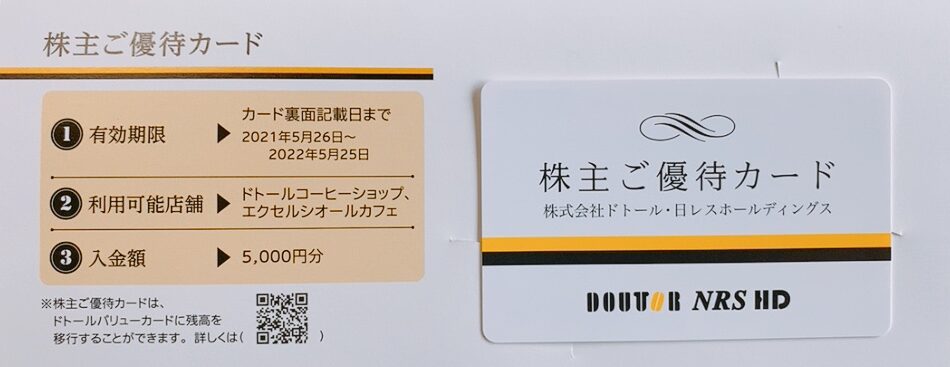 株主ご優待カード
1 有効期限 ▶ カード裏面記載日まで
2021年5月26日～
2022年5月25日
2 利用可能店舗 ▶ ドトールコーヒーショップ、
エクセルシオールカフェ
3 入金額 ▶ 5,000円分
※株主ご優待カードは、
ドトールバリューカードに残高を
移行することができます。詳しくは( )
株主ご優待カード
株式会社ドトール・日レスホールディングス
DOUTOR NRS HD